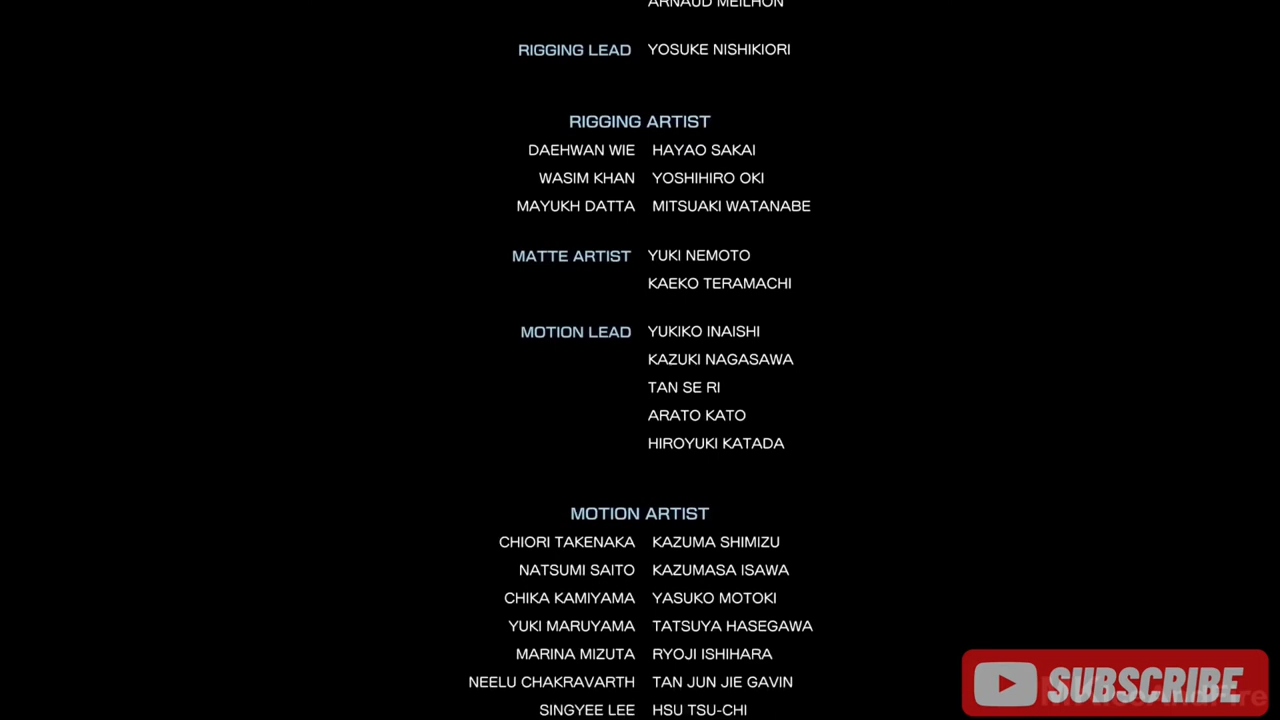 ARNAUD MEILHON
RIGGING LEAD YOSUKE NISHIKIORI
RIGGING ARTIST
DAEHWAN WIE HAYAO SAKAI
WASIM KHAN YOSHIHIRO OKI
MAYUKH DATTA MITSUAKI WATANABE
MATTE ARTIST YUKI NEMOTO
KAEKO TERAMACHI
MOTION LEAD YUKIKO INAISHI
KAZUKI NAGASAWA
TAN SE RI
ARATO KATO
HIROYUKI KATADA
MOTION ARTIST
CHIORI TAKENAKA KAZUMA SHIMIZU
NATSUMI SAITO KAZUMASA ISAWA
CHIKA KAMIYAMA YASUKO MOTOKI
YUKI MARUYAMA TATSUYA HASEGAWA
MARINA MIZUTA RYOJI ISHIHARA
NEELU CHAKRAVARTH TAN JUN JIE GAVIN
SINGYEE LEE HSU TSU-CHI
SUBSCRIBE